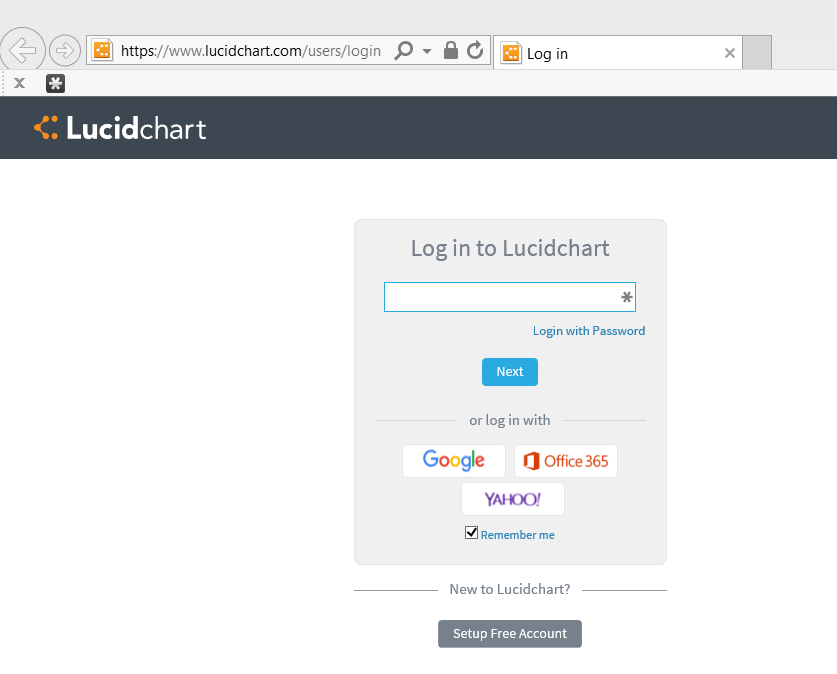 https://www.lucidchart.com/users/login
Log in
x
Lucidchart
Log in to Lucidchart
Login with Password
Next
or log in with
Google
Office 365
YAHOO!
Remember me
New to Lucidchart?
Setup Free Account